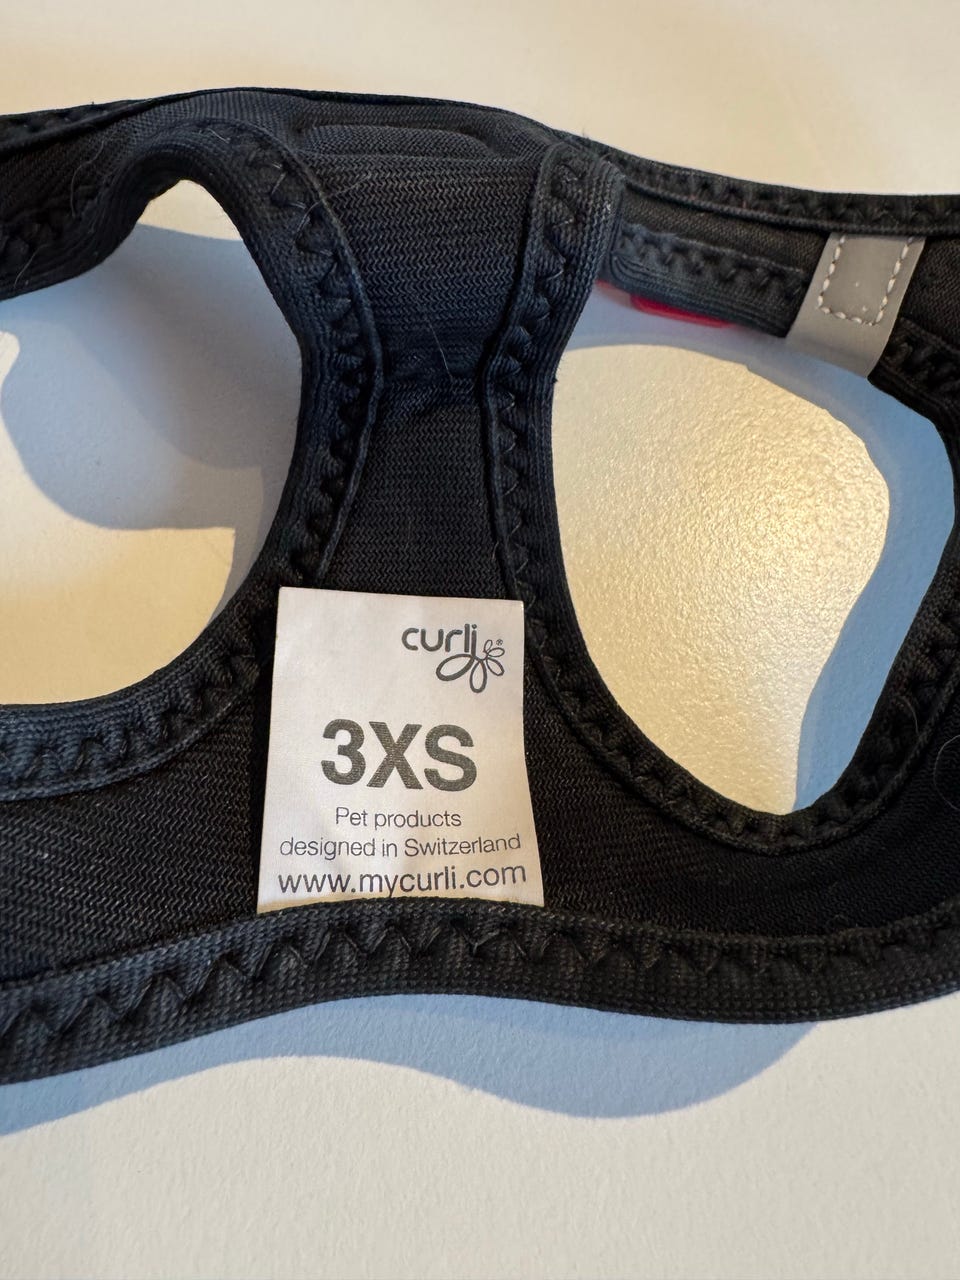 curli®
3XS
Pet products
designed in Switzerland
www.mycurli.com